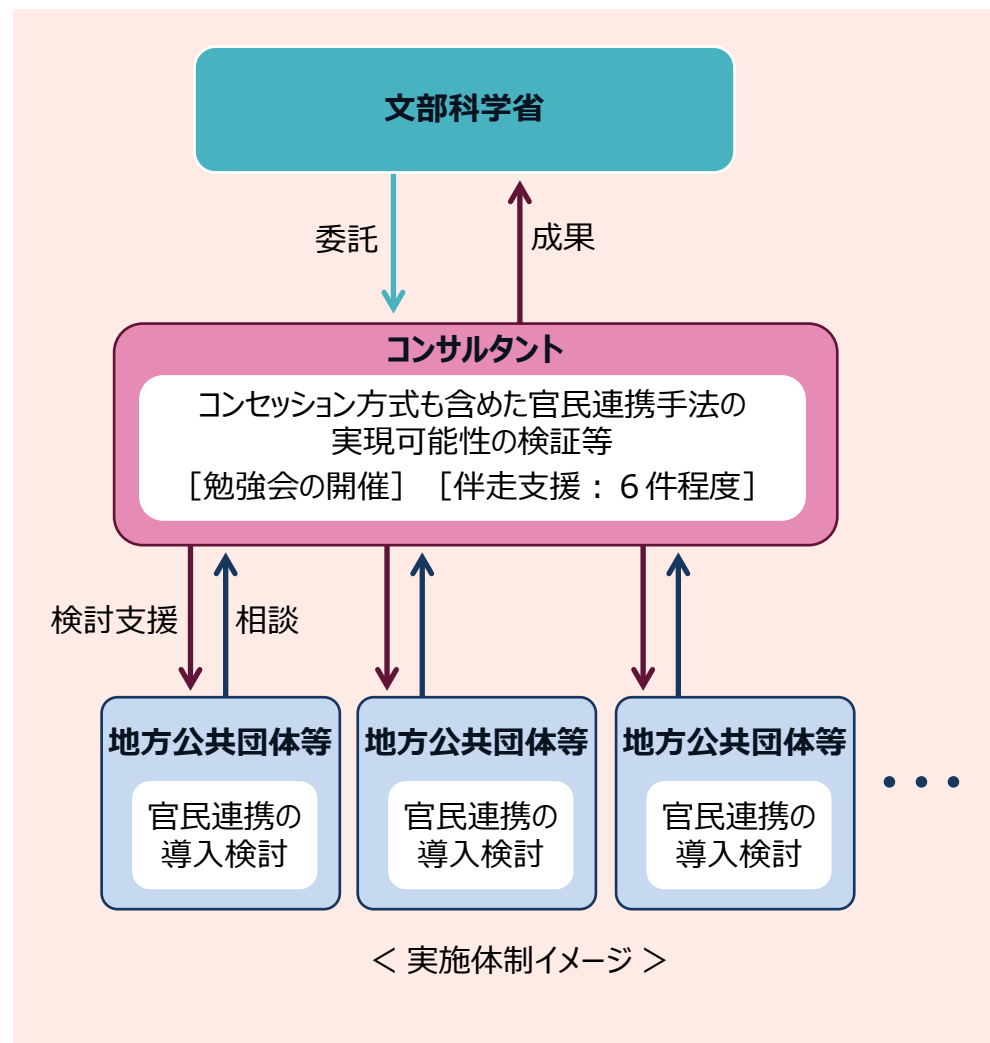 文部科学省
委託
成果
コンサルタント
コンセッション方式も含めた官民連携手法の
実現可能性の検証等
［勉強会の開催］［伴走支援：６件程度］
検討支援
相談
地方公共団体等
官民連携の
導入検討
地方公共団体等
官民連携の
導入検討
地方公共団体等
官民連携の
導入検討
・・・
＜ 実施体制イメージ ＞